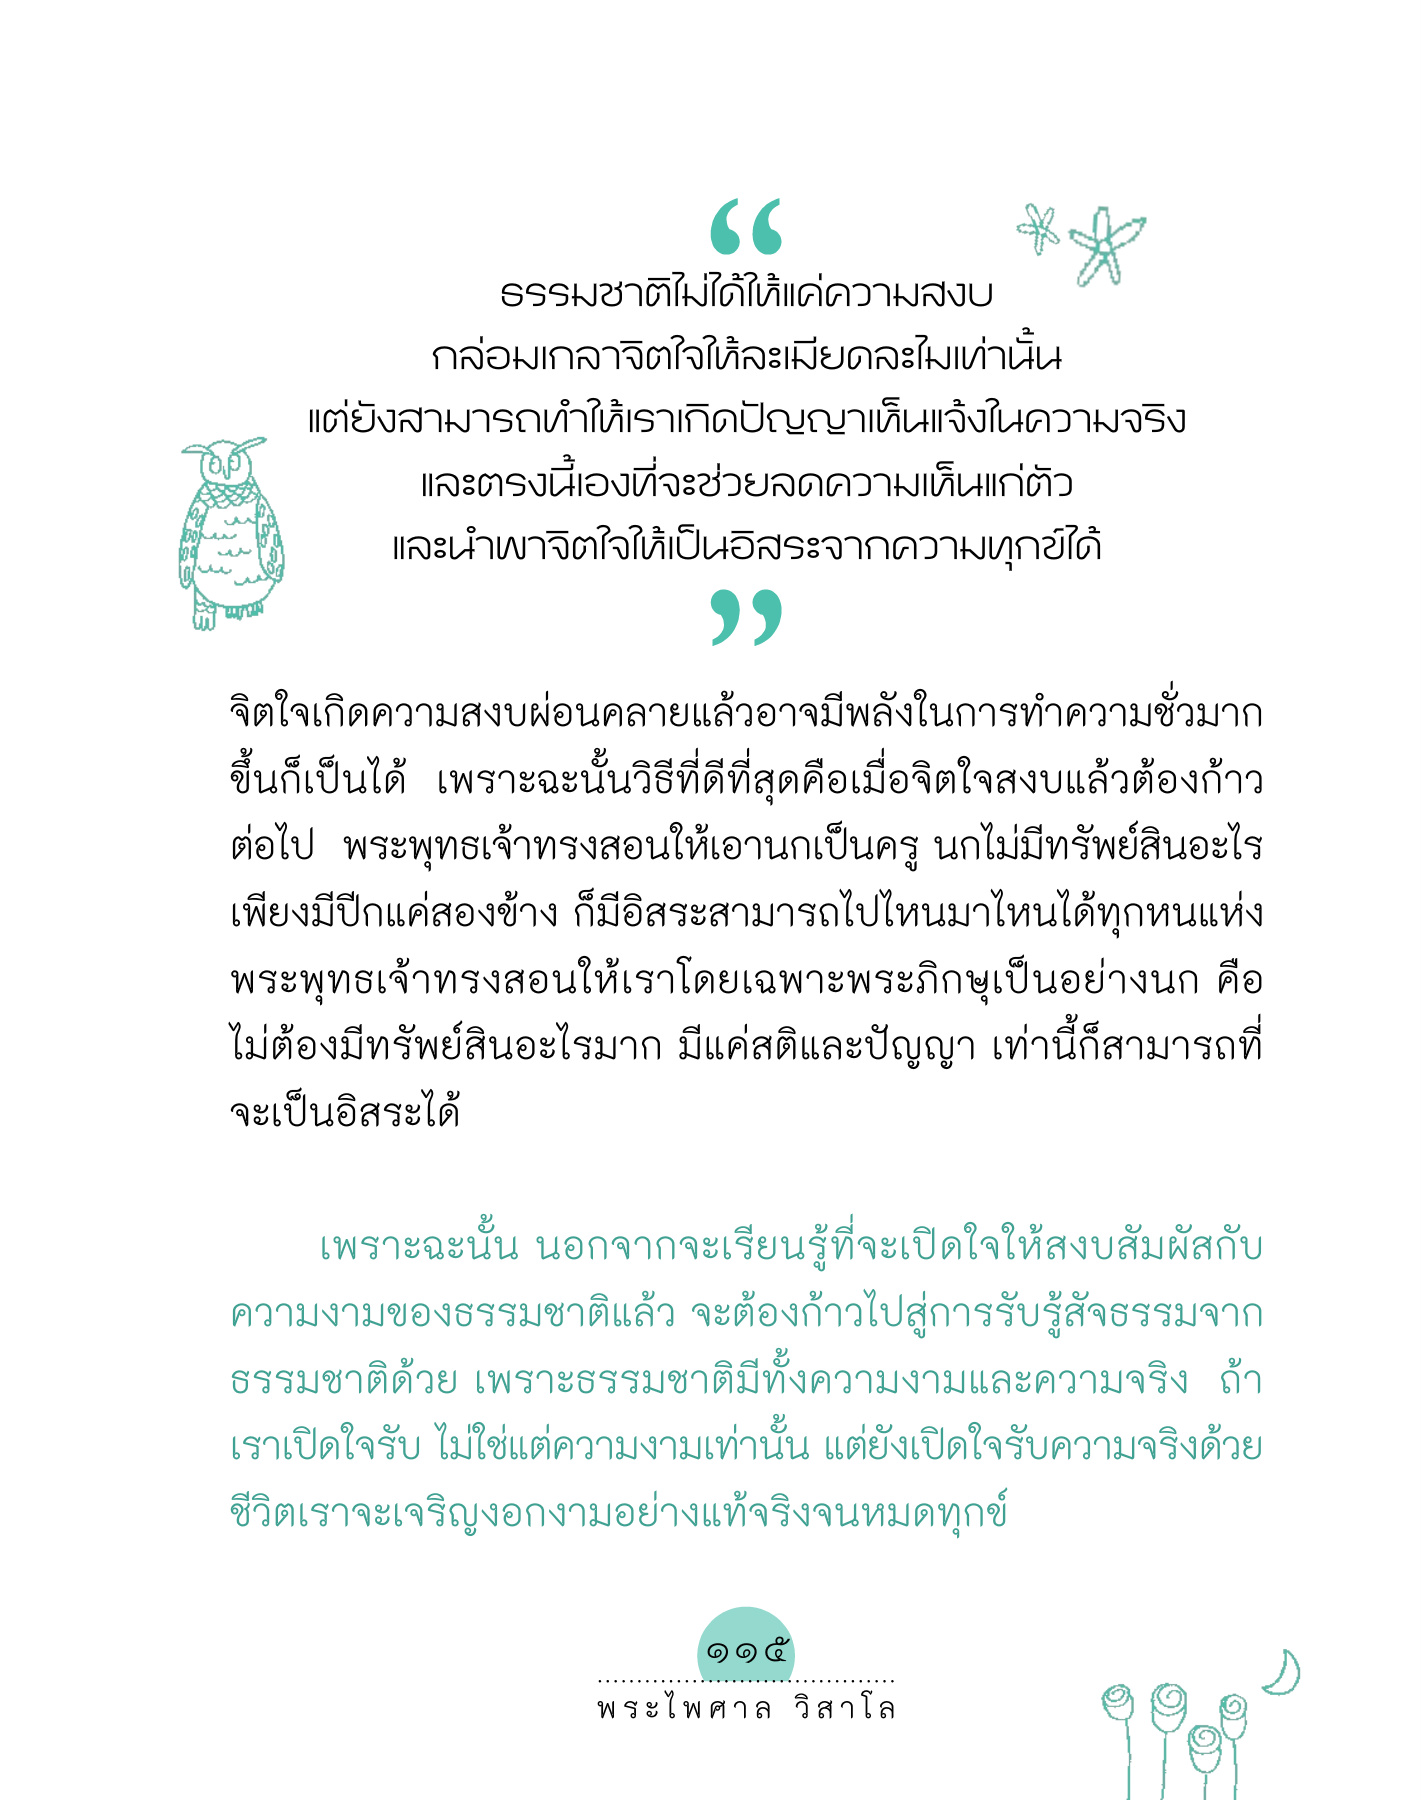 “
ธรรมชาติไม่ได้ให้แค่ความสงบ
กล่อมเกลาจิตใจให้ละเมียดละไมเท่านั้น
แต่ยังสามารถทำให้เราเกิดปัญญาเห็นแจ้งในความจริง
และตรงนี้เองที่จะช่วยลดความเห็นแก่ตัว
และนำพาจิตใจให้เป็นอิสระจากความทุกข์ได้
”
จิตใจเกิดความสงบผ่อนคลายแล้วอาจมีพลังในการทำความชั่วมาก
ขึ้นก็เป็นได้ เพราะฉะนั้นวิธีที่ดีที่สุดคือเมื่อจิตใจสงบแล้วต้องก้าว
ต่อไป พระพุทธเจ้าทรงสอนให้เอานกเป็นครู นกไม่มีทรัพย์สินอะไร
เพียงมีปีกแค่สองข้าง ก็มีอิสระสามารถไปไหนมาไหนได้ทุกหนแห่ง
พระพุทธเจ้าทรงสอนให้เราโดยเฉพาะพระภิกษุเป็นอย่างนก คือ
ไม่ต้องมีทรัพย์สินอะไรมาก มีแค่สติและปัญญา เท่านี้ก็สามารถที่
จะเป็นอิสระได้
เพราะฉะนั้น นอกจากจะเรียนรู้ที่จะเปิดใจให้สงบสัมผัสกับ
ความงามของธรรมชาติแล้ว จะต้องก้าวไปสู่การรับรู้สัจธรรมจาก
ธรรมชาติด้วย เพราะธรรมชาติมีทั้งความงามและความจริง ถ้า
เราเปิดใจรับ ไม่ใช่แต่ความงามเท่านั้น แต่ยังเปิดใจรับความจริงด้วย
ชีวิตเราจะเจริญงอกงามอย่างแท้จริงจนหมดทุกข์
๑๑๕
พระไพศาล วิสาโล